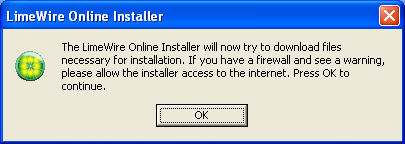 LimeWire Online Installer
The LimeWire Online Installer will now try to download files
necessary for installation. If you have a firewall and see a warning,
please allow the installer access to the internet. Press OK to
continue.
OK